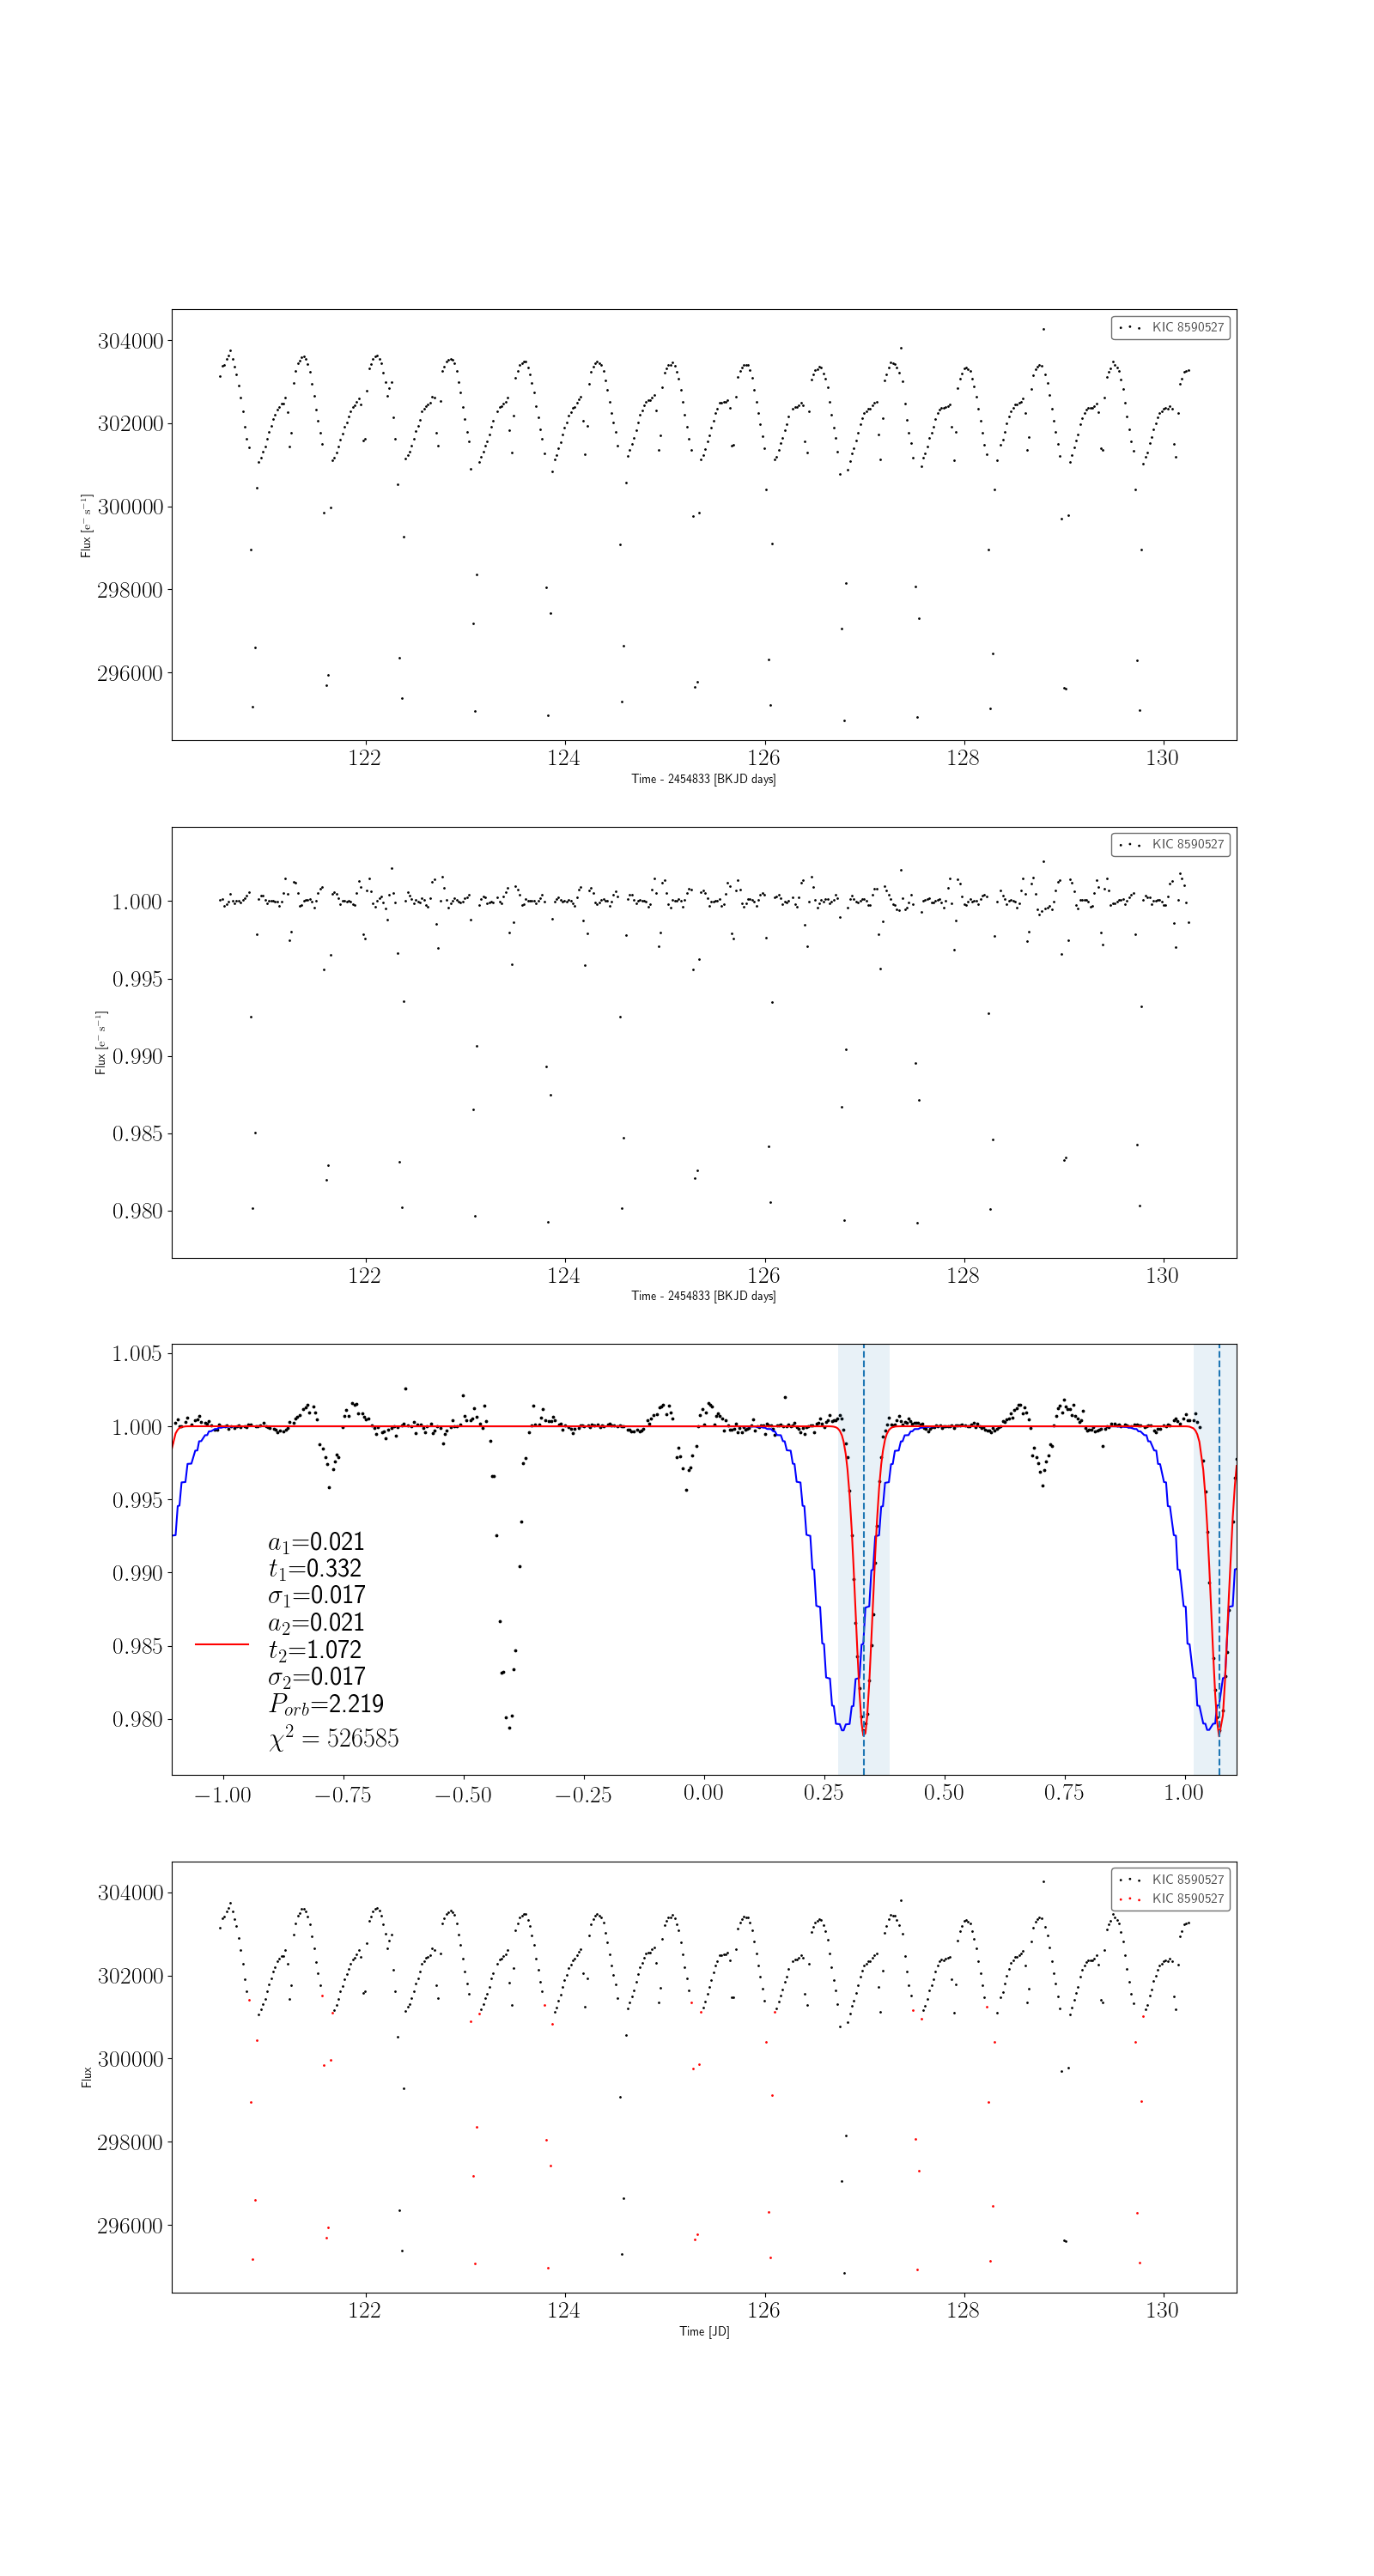 304000
302000
300000
298000
296000
Flux [e⁻ s⁻¹]
KIC 8590527
122 124 126 128 130
Time - 2454833 [BKJD days]
1.000
0.995
0.990
0.985
0.980
Flux [e⁻ s⁻¹]
KIC 8590527
122 124 126 128 130
Time - 2454833 [BKJD days]
1.005
1.000
0.995
0.990
0.985
0.980
a₁=0.021
t₁=0.332
σ₁=0.017
a₂=0.021
t₂=1.072
σ₂=0.017
Pₒᵣb=2.219
χ² = 526585
−1.00 −0.75 −0.50 −0.25 0.00 0.25 0.50 0.75 1.00
304000
302000
300000
298000
296000
Flux
KIC 8590527
KIC 8590527
122 124 126 128 130
Time [JD]